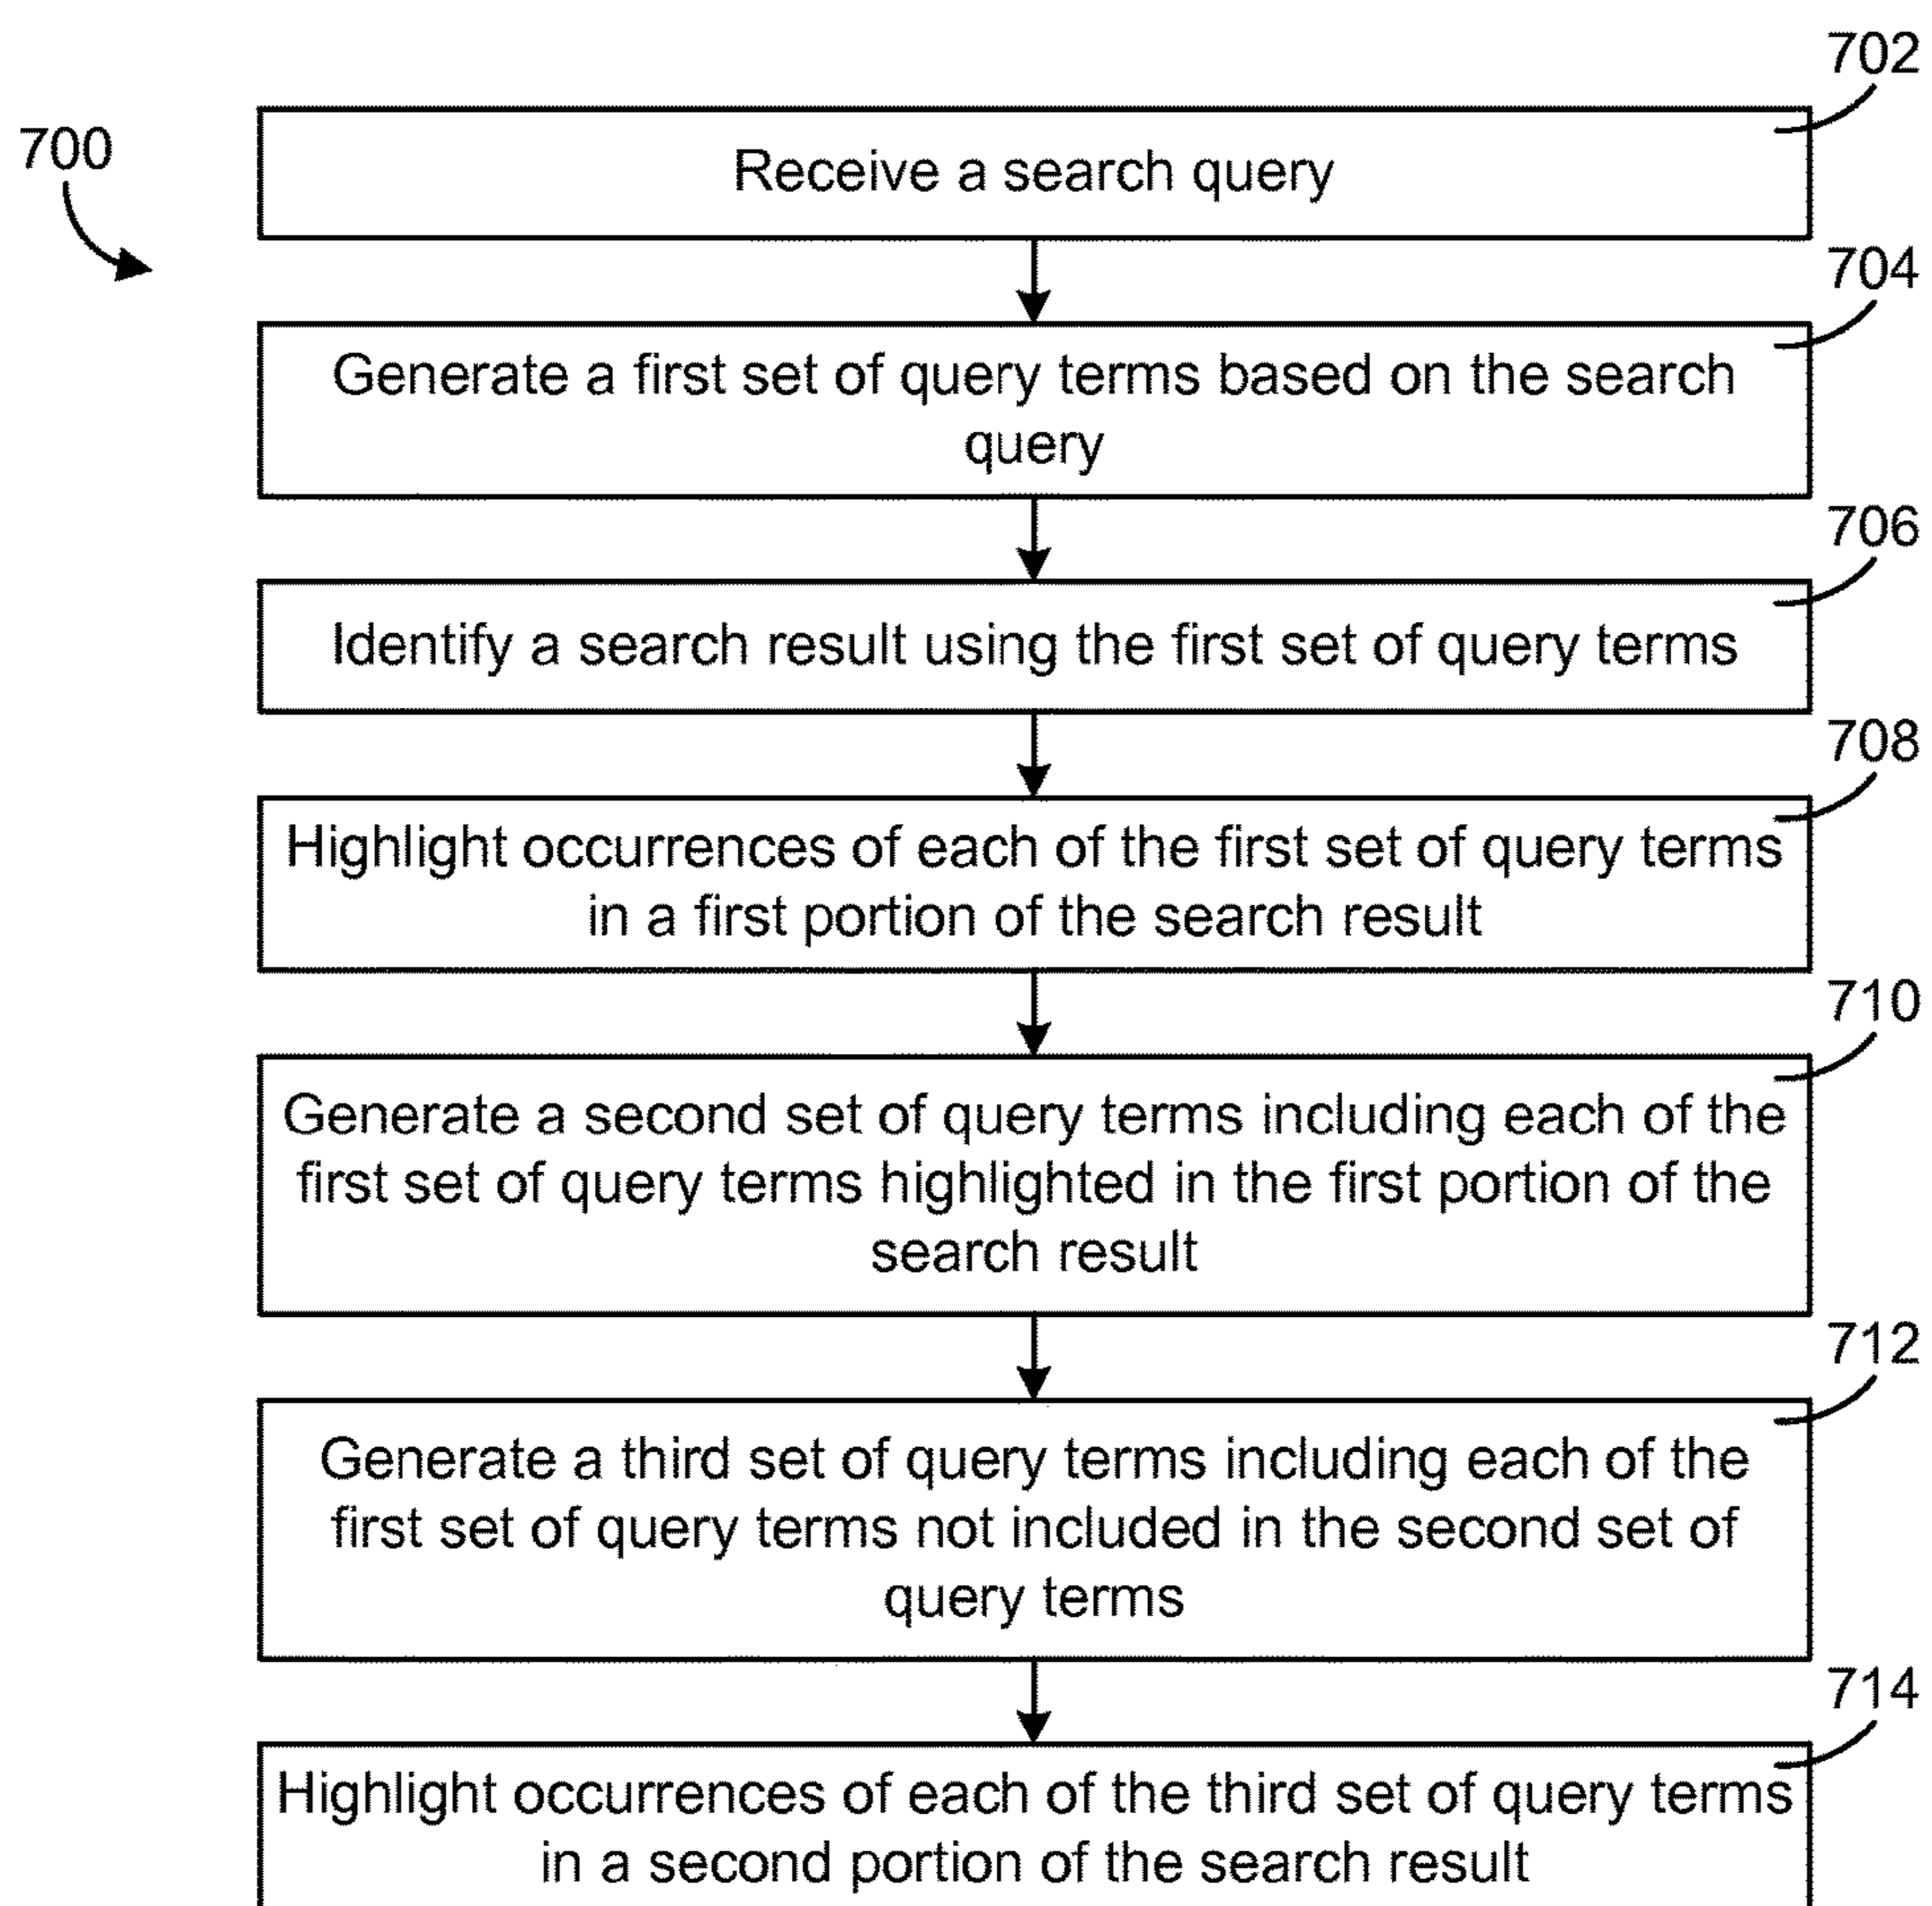 702
700
Receive a search query
704
Generate a first set of query terms based on the search
query
706
Identify a search result using the first set of query terms
708
Highlight occurrences of each of the first set of query terms
in a first portion of the search result
710
Generate a second set of query terms including each of the
first set of query terms highlighted in the first portion of the
search result
712
Generate a third set of query terms including each of the
first set of query terms not included in the second set of
query terms
714
Highlight occurrences of each of the third set of query terms
in a second portion of the search result